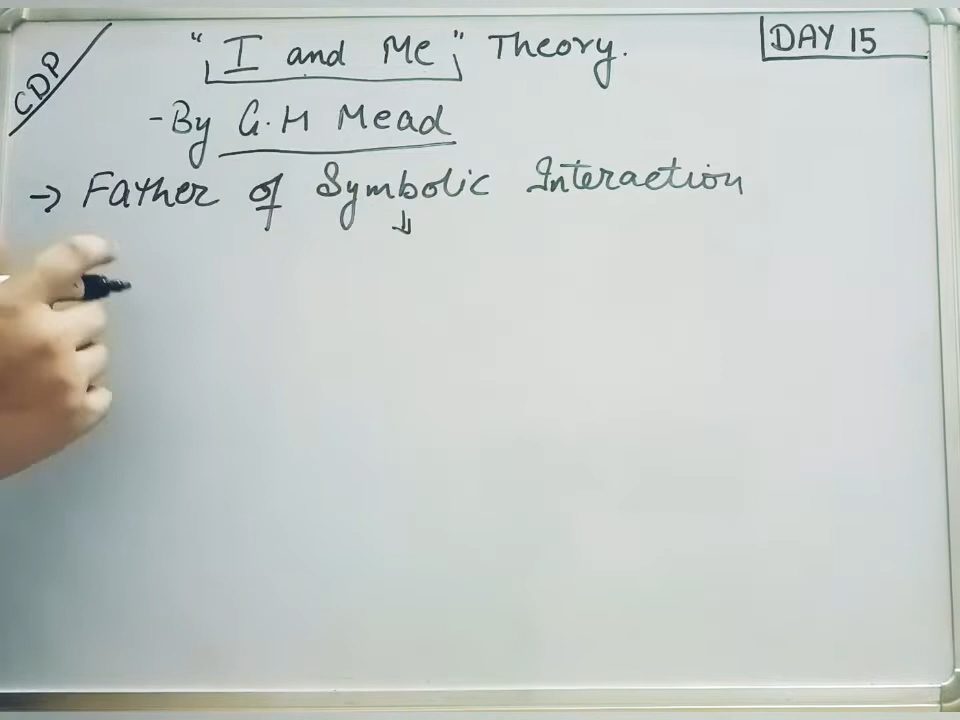 CDP
"I and Me" Theory.
DAY 15
-By G.H Mead
→ Father of Symbolic Interaction
↓